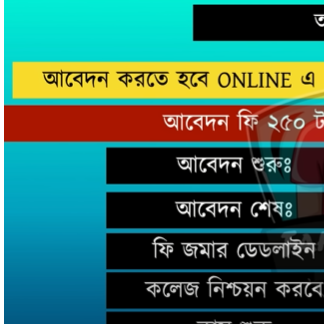 আবেদন করতে হবে ONLINE এ
আবেদন ফি ২৫০
আবেদন শুরুঃ
আবেদন শেষঃ
ফি জমার ডেডলাইন
কলেজ নিশ্চয়ন করবে